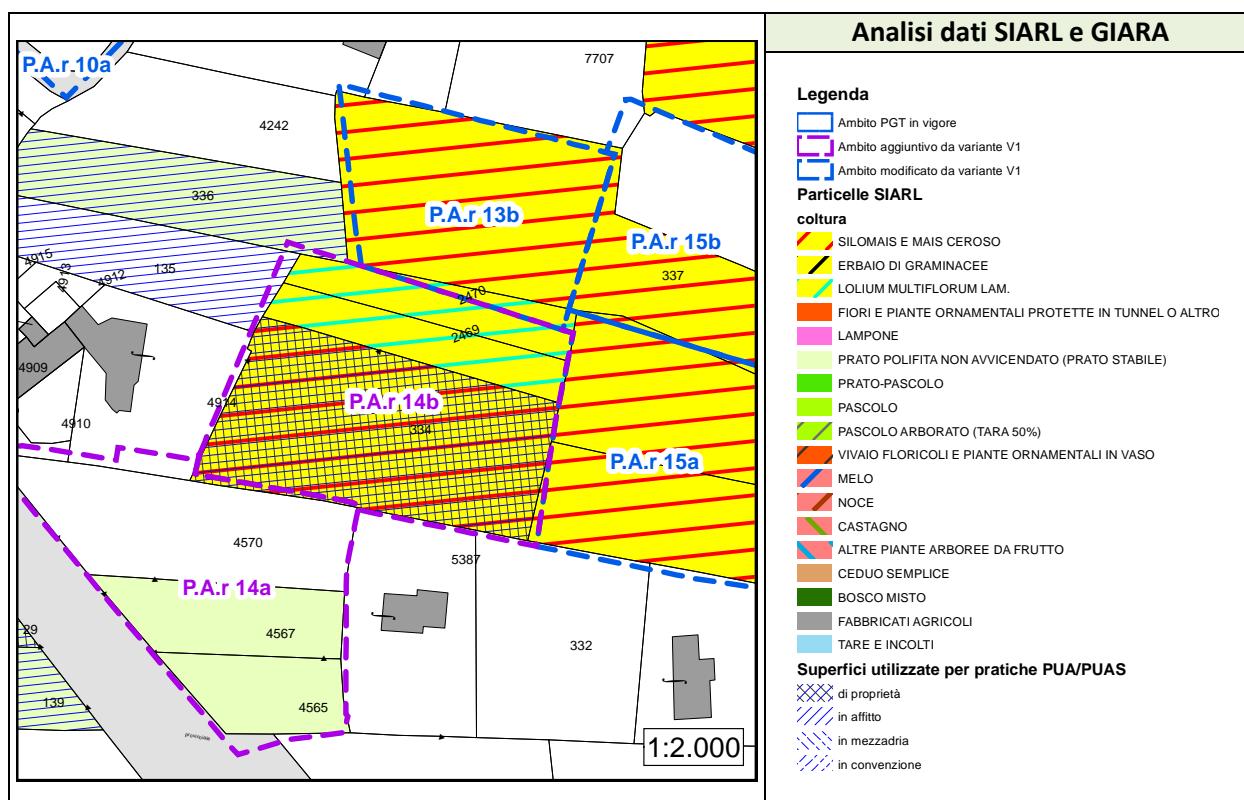 Analisi dati SIARL e GIARA
P.A.r 10a
7707
4242
336
P.A.r 13b
P.A.r 15b
337
4915
4913
4912
135
2470
2469
4909
4910
4914
P.A.r 14b
334
P.A.r 15a
4570
5387
P.A.r 14a
4567
332
29
139
4565
provinciale
1:2.000
Legenda
Ambito PGT in vigore
Ambito aggiuntivo da variante V1
Ambito modificato da variante V1
Particelle SIARL
coltura
SILOMAIS E MAIS CEROSO
ERBAIO DI GRAMINACEE
LOLIUM MULTIFLORUM LAM.
FIORI E PIANTE ORNAMENTALI PROTETTE IN TUNNEL O ALTRO
LAMPONE
PRATO POLIFITA NON AVVICENDATO (PRATO STABILE)
PRATO-PASCOLO
PASCOLO
PASCOLO ARBORATO (TARA 50%)
VIVAIO FLORICOLI E PIANTE ORNAMENTALI IN VASO
MELO
NOCE
CASTAGNO
ALTRE PIANTE ARBOREE DA FRUTTO
CEDUO SEMPLICE
BOSCO MISTO
FABBRICATI AGRICOLI
TARE E INCOLTI
Superfici utilizzate per pratiche PUA/PUAS
di proprietà
in affitto
in mezzadria
in convenzione